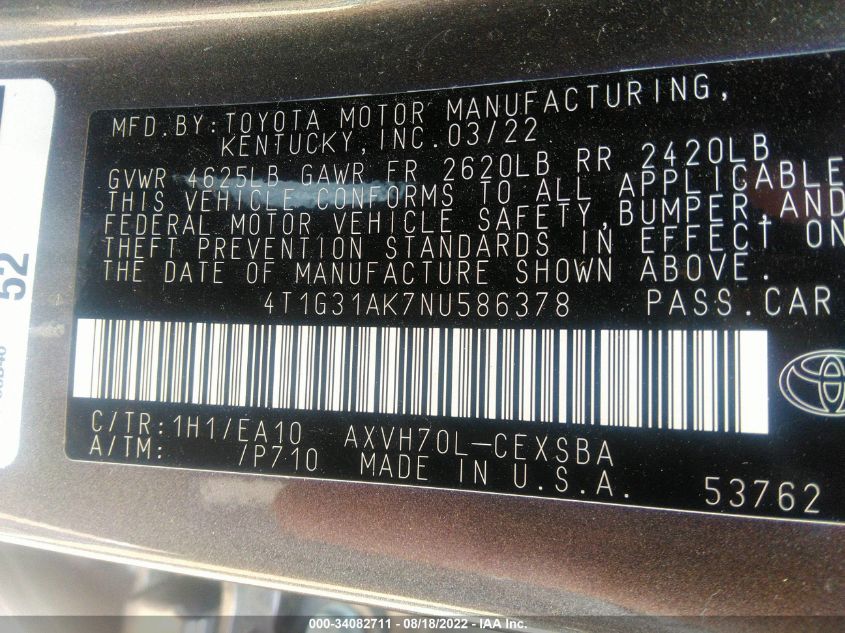 MFD.BY:TOYOTA MOTOR MANUFACTURING,
KENTUCKY,INC.03/22
GVWR 4625LB GAWR FR 2620LB RR 2420LB
THIS VEHICLE CONFORMS TO ALL APPLICABLE
FEDERAL MOTOR VEHICLE SAFETY,BUMPER,AND
THEFT PREVENTION STANDARDS IN EFFECT ON
THE DATE OF MANUFACTURE SHOWN ABOVE.
4T1G31AK7NU586378 PASS.CAR
C/TR:1H1/EA10 AXVH70L-CEXSBA
A/TM: /P710 MADE IN U.S.A.
53762
52
000-34082711 - 08/18/2022 - IAA Inc.